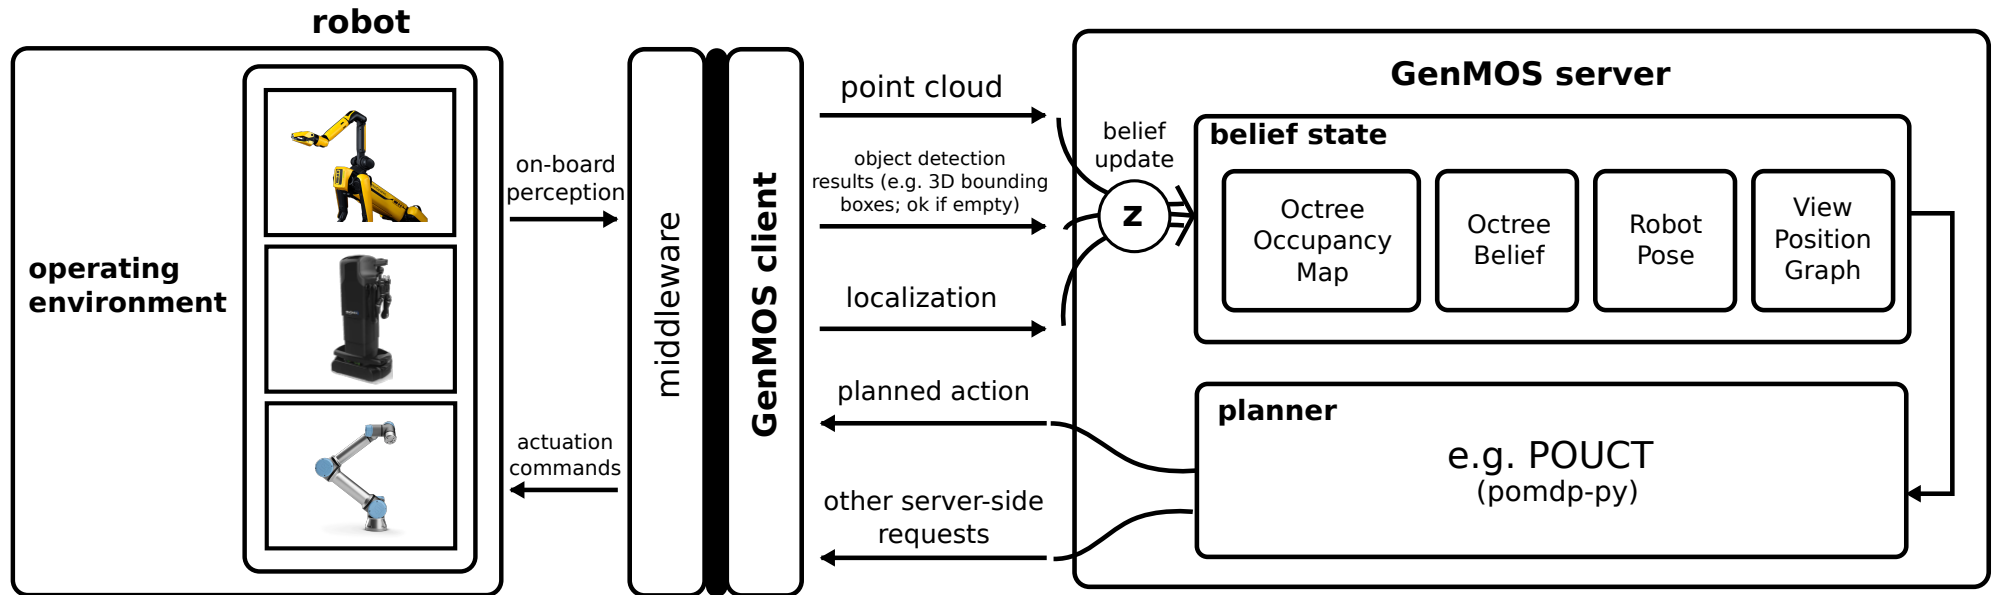 robot
operating
environment
on-board
perception
actuation
commands
middleware
GenMOS client
point cloud
object detection
results (e.g. 3D bounding
boxes; ok if empty)
localization
planned action
other server-side
requests
GenMOS server
belief
update
z
belief state
Octree
Occupancy
Map
Octree
Belief
Robot
Pose
View
Position
Graph
planner
e.g. POUCT
(pomdp-py)